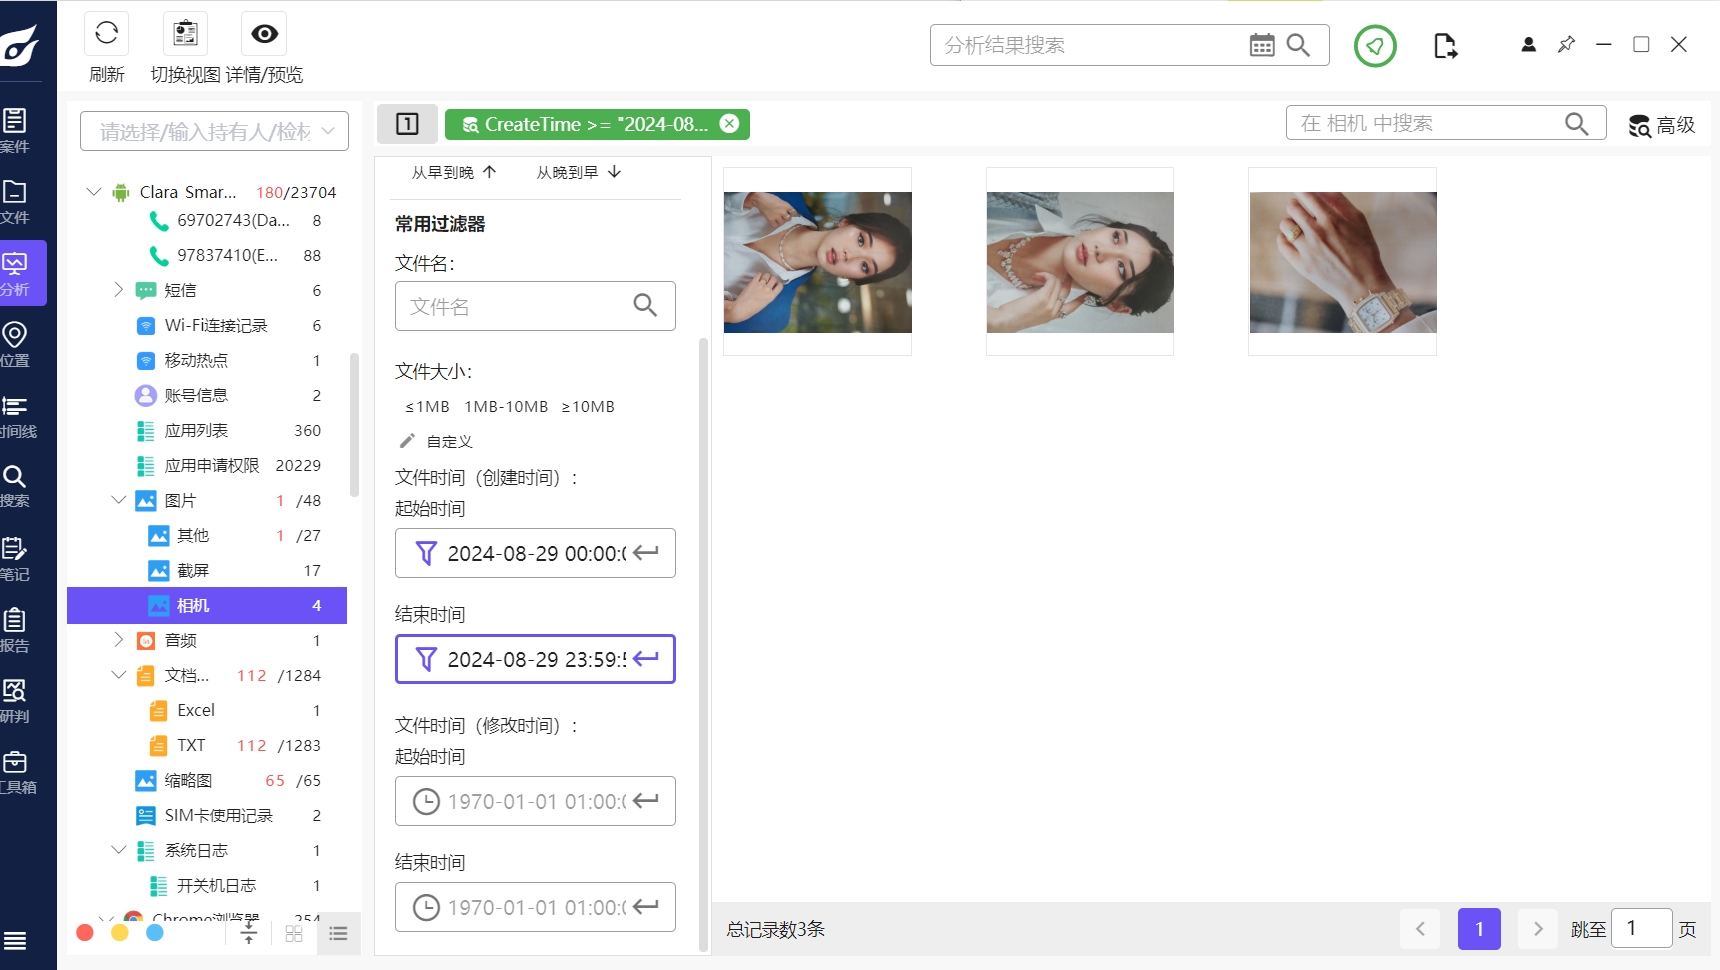 刷新
切换视图
详情/预览
分析结果搜索
案件
文件
分析
位置
时间线
搜索
笔记
报告
研判
工具箱
请选择/输入持有人/检材
Clara Smar... 180/23704
69702743(Da... 8
97837410(E... 88
短信 6
Wi-Fi连接记录 6
移动热点 1
账号信息 2
应用列表 360
应用申请权限 20229
图片 1 /48
其他 1 /27
截屏 17
相机 4
音频 1
文档... 112 /1284
Excel 1
TXT 112 /1283
缩略图 65 /65
SIM卡使用记录 2
系统日志 1
开关机日志 1
Chrome浏览器 254
1
CreateTime >= "2024-08...
在 相机 中搜索
高级
从早到晚 从晚到早
常用过滤器
文件名:
文件名
文件大小:
≤1MB 1MB-10MB ≥10MB
自定义
文件时间（创建时间）:
起始时间
2024-08-29 00:00:0
结束时间
2024-08-29 23:59:5
文件时间（修改时间）:
起始时间
1970-01-01 01:00:0
结束时间
1970-01-01 01:00:0
总记录数3条
1
跳至 1 页